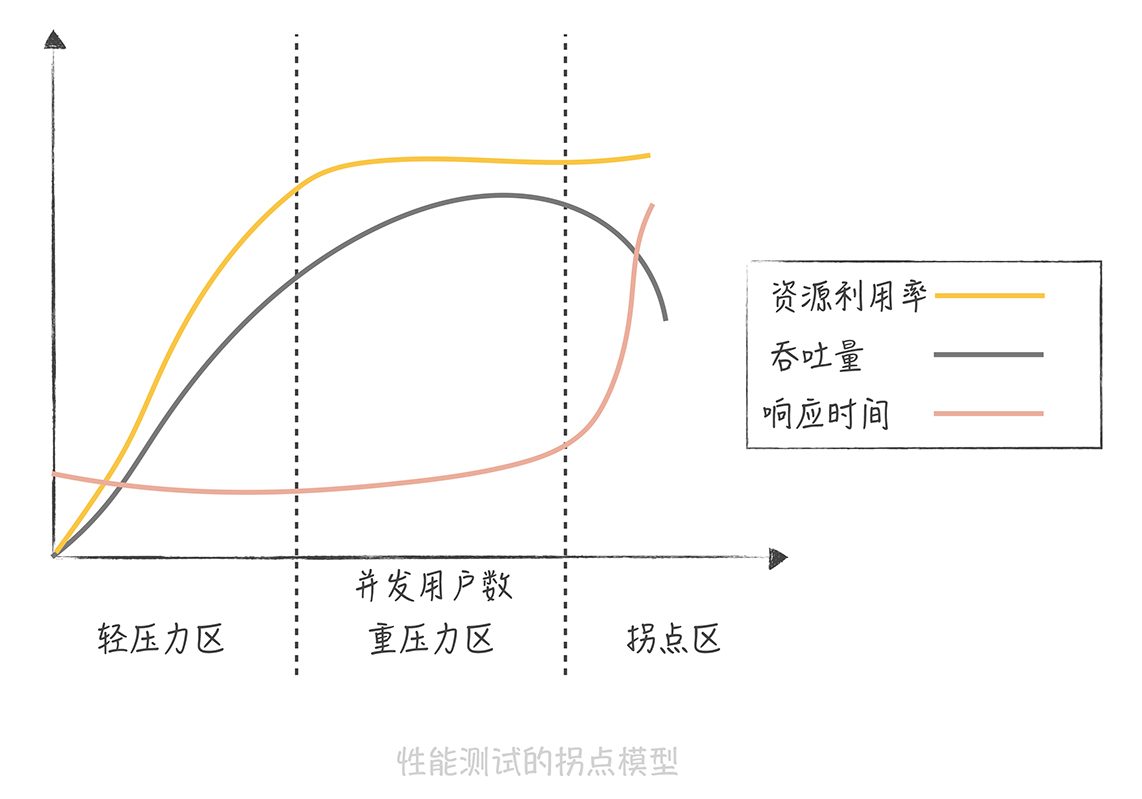 资源利用率
吞吐量
响应时间
并发用户数
轻压力区
重压力区
拐点区
性能测试的拐点模型